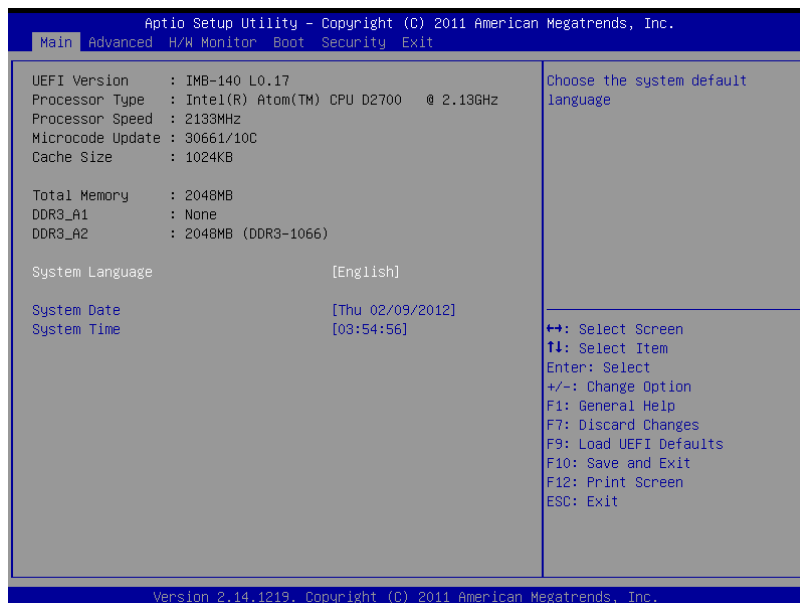 Aptio Setup Utility – Copyright (C) 2011 American Megatrends, Inc.
Main Advanced H/W Monitor Boot Security Exit
UEFI Version : IMB-140 L0.17
Processor Type : Intel(R) Atom(TM) CPU D2700 @ 2.13GHz
Processor Speed : 2133MHz
Microcode Update : 30661/10C
Cache Size : 1024KB
Total Memory : 2048MB
DDR3_A1 : None
DDR3_A2 : 2048MB (DDR3-1066)
System Language [English]
System Date [Thu 02/09/2012]
System Time [03:54:56]
Choose the system default
language
↔: Select Screen
↑↓: Select Item
Enter: Select
+/-: Change Option
F1: General Help
F7: Discard Changes
F9: Load UEFI Defaults
F10: Save and Exit
F12: Print Screen
ESC: Exit
Version 2.14.1219. Copyright (C) 2011 American Megatrends, Inc.